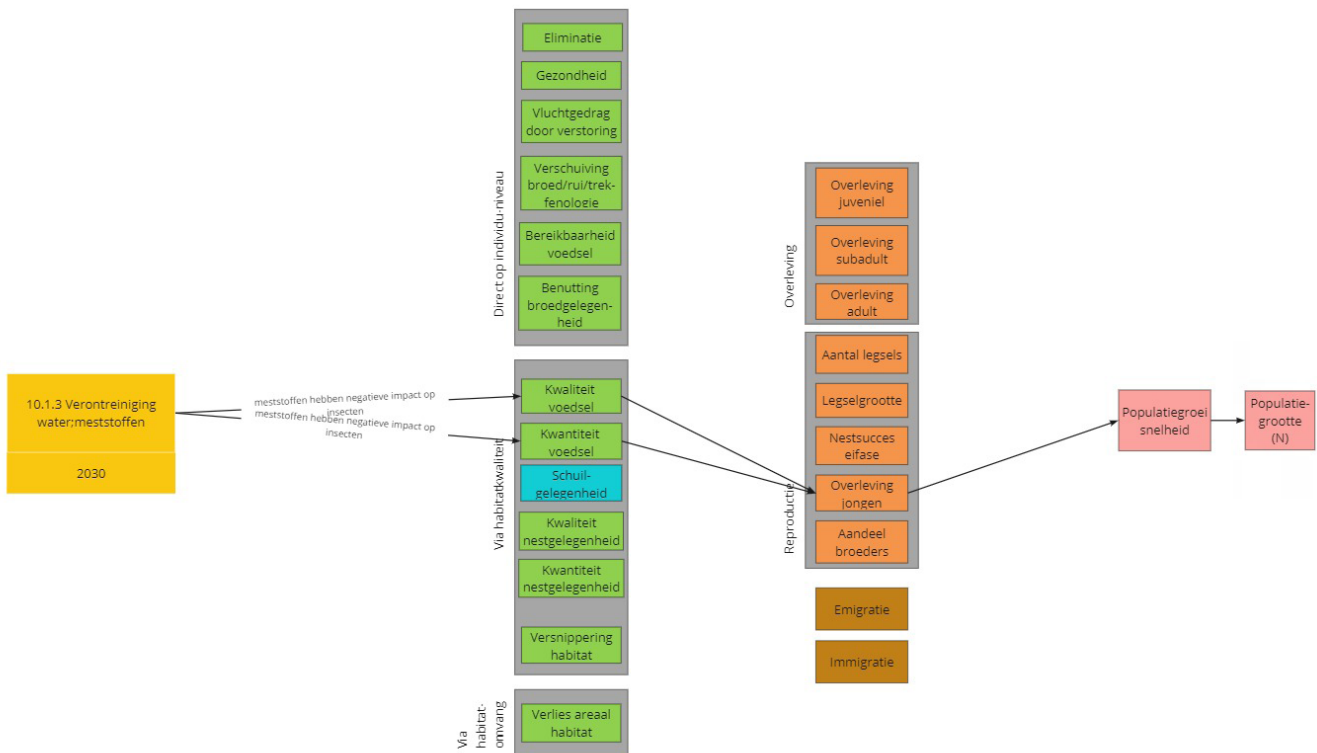 10.1.3 Verontreiniging
water;meststoffen
2030
meststoffen hebben negatieve impact op
insecten
meststoffen hebben negatieve impact op
insecten
Direct op individu-niveau
Eliminatie
Gezondheid
Vluchtgedrag
door verstoring
Verschuiving
broed/rui/trek-
fenologie
Bereikbaarheid
voedsel
Benutting
broedgelegen-
heid
Via habitatkwaliteit
Kwaliteit
voedsel
Kwantiteit
voedsel
Schuil-
gelegenheid
Kwaliteit
nestgelegenheid
Kwantiteit
nestgelegenheid
Versnippering
habitat
Via
habitat-
omvang
Verlies areaal
habitat
Overleving
Overleving
juveniel
Overleving
subadult
Overleving
adult
Reproductie
Aantal legsels
Legselgrootte
Nestsucces
eifase
Overleving
jongen
Aandeel
broeders
Emigratie
Immigratie
Populatiegroei
snelheid
Populatie-
grootte
(N)